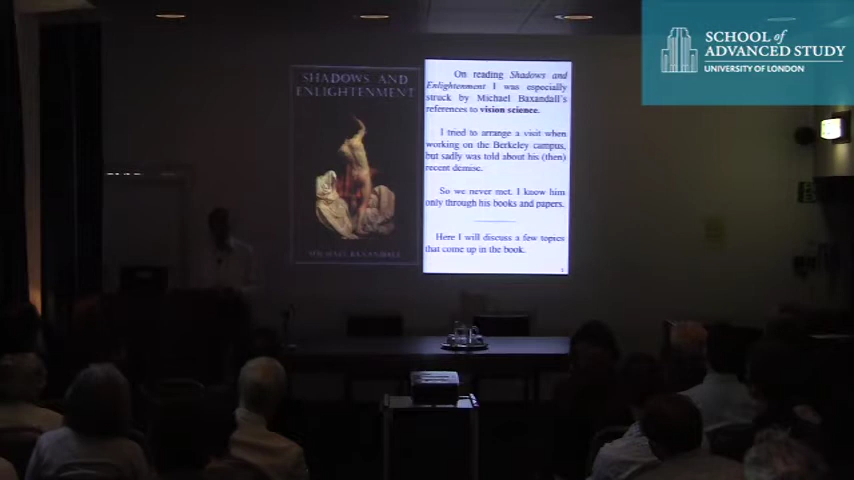 SCHOOL of
ADVANCED STUDY
UNIVERSITY OF LONDON
SHADOWS AND
ENLIGHTENMENT
MICHAEL BAXANDALL
On reading Shadows and
Enlightenment I was especially
struck by Michael Baxandall's
references to vision science.
I tried to arrange a visit when
working on the Berkeley campus,
but sadly was told about his (then)
recent demise.
So we never met. I know him
only through his books and papers.
Here I will discuss a few topics
that come up in the book.